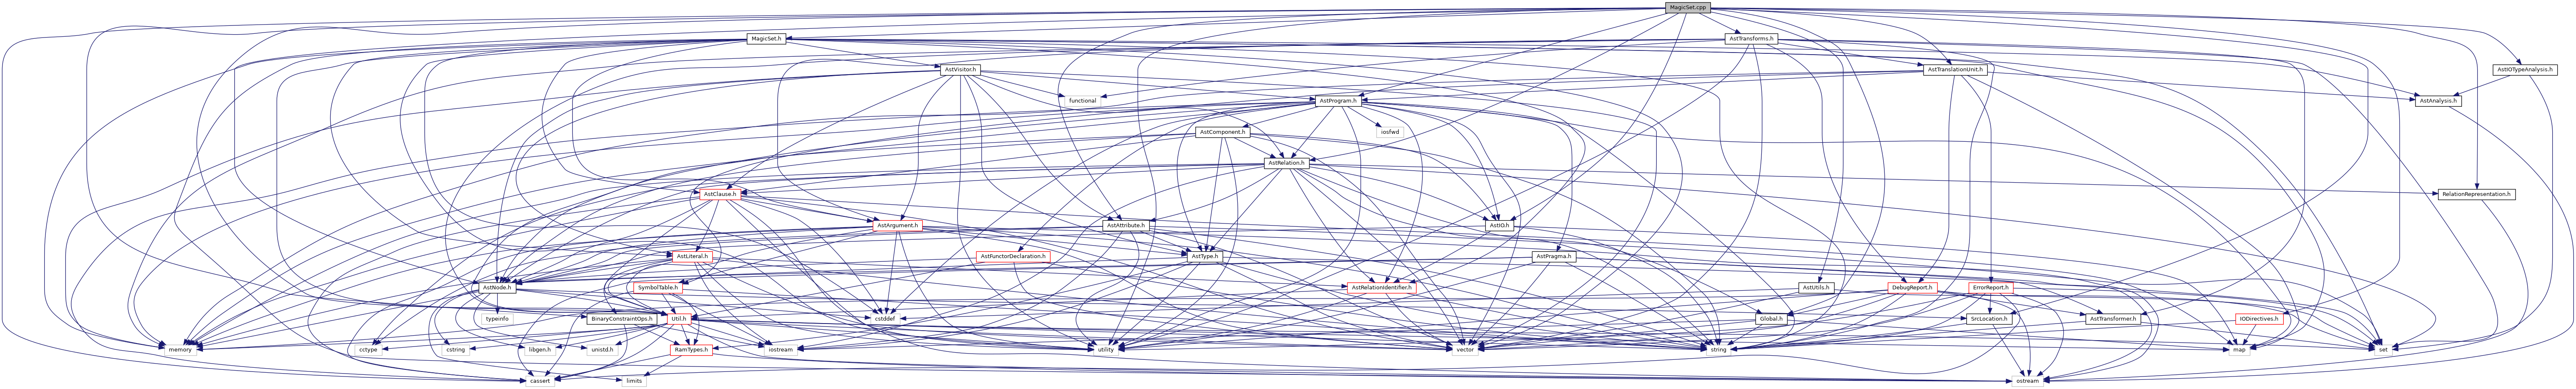 MagicSet.cpp
MagicSet.h
AstTransforms.h
AstVisitor.h
AstTranslationUnit.h
AstIOTypeAnalysis.h
functional
AstProgram.h
AstAnalysis.h
AstComponent.h
iosfwd
AstRelation.h
AstClause.h
RelationRepresentation.h
AstArgument.h
AstAttribute.h
AstIO.h
AstLiteral.h
AstFunctorDeclaration.h
AstType.h
AstPragma.h
AstNode.h
SymbolTable.h
AstRelationIdentifier.h
AstUtils.h
DebugReport.h
ErrorReport.h
typeinfo
BinaryConstraintOps.h
Util.h
cstddef
Global.h
SrcLocation.h
AstTransformer.h
IODirectives.h
memory
cctype
cstring
libgen.h
unistd.h
RamTypes.h
iostream
utility
vector
string
map
set
cassert
limits
ostream